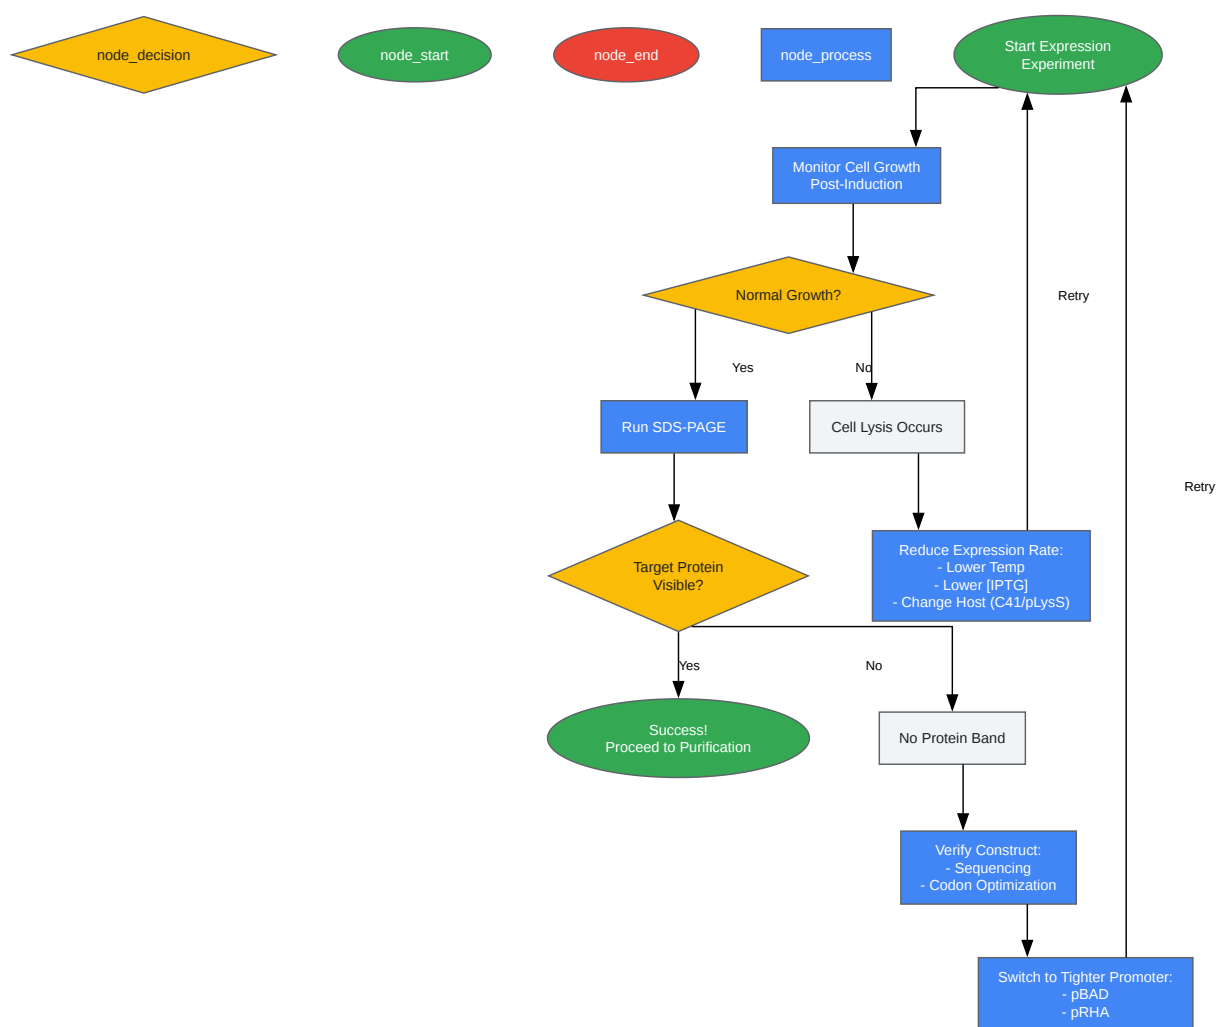 node_decision
node_start
node_end
node_process
Start Expression
Experiment
Monitor Cell Growth
Post-Induction
Normal Growth?
Retry
Yes
No
Run SDS-PAGE
Cell Lysis Occurs
Retry
Target Protein
Visible?
Reduce Expression Rate:
- Lower Temp
- Lower [IPTG]
- Change Host (C41/pLysS)
Yes
No
Success!
Proceed to Purification
No Protein Band
Verify Construct:
- Sequencing
- Codon Optimization
Switch to Tighter Promoter:
- pBAD
- pRHA